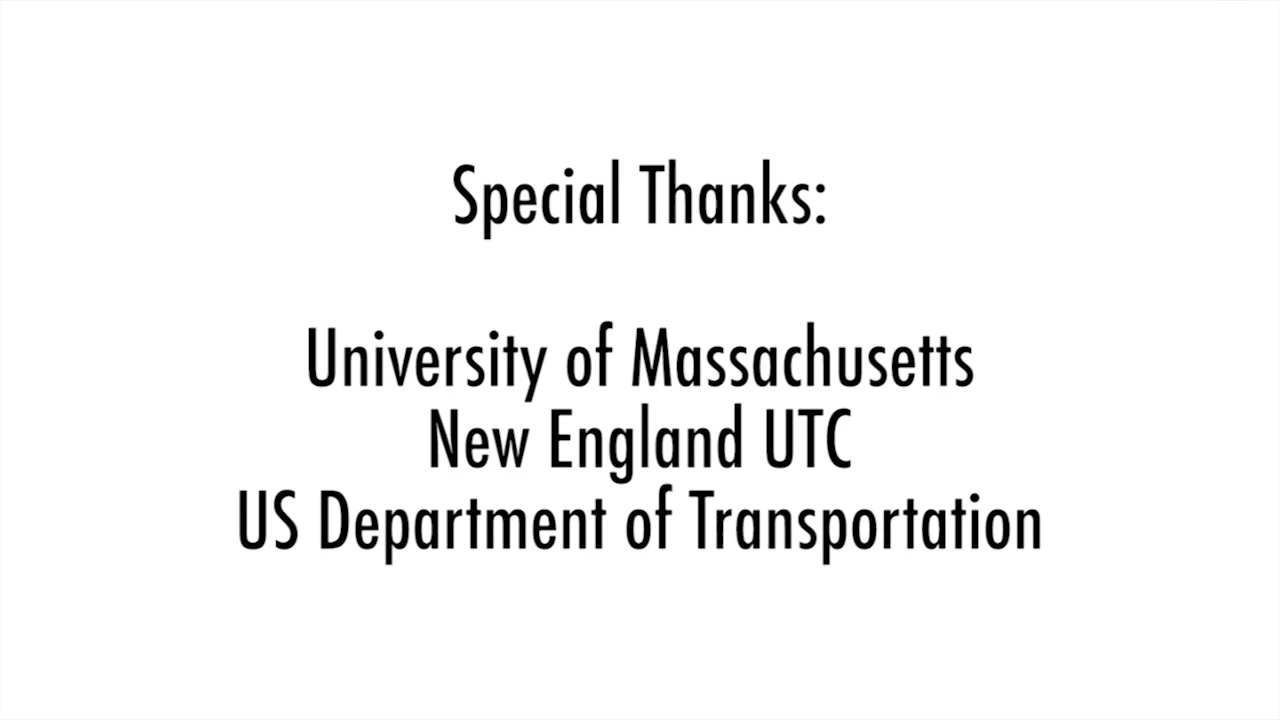 Special Thanks:
University of Massachusetts
New England UTC
US Department of Transportation